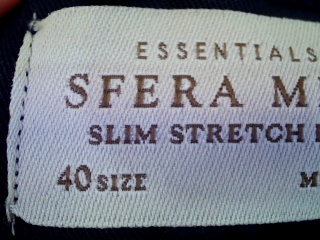 ESSENTIALS
SFERA M
SLIM STRETCH
40 SIZE M